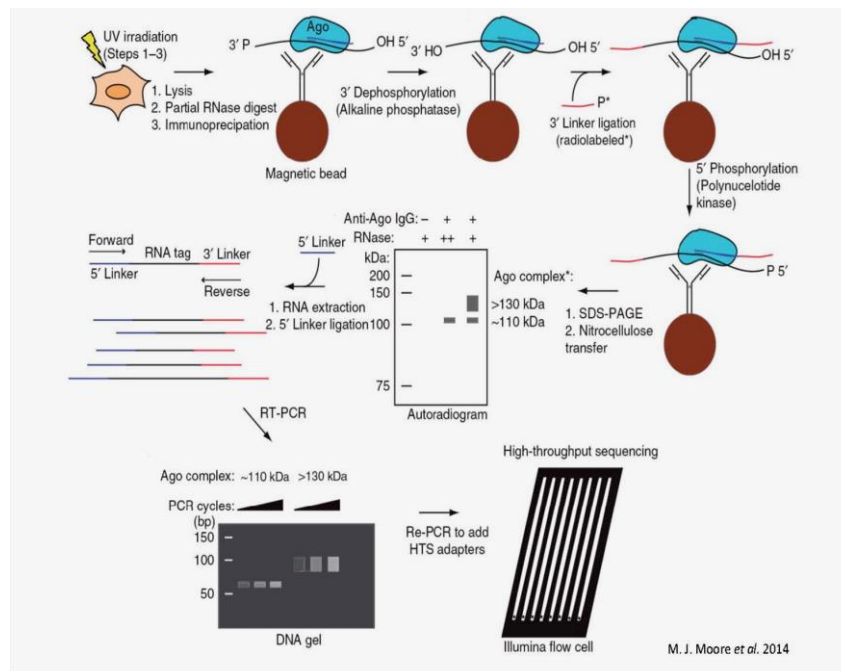 UV irradiation
(Steps 1–3)
1. Lysis
2. Partial RNase digest
3. Immunoprecipation
3′ P
Ago
OH 5′
Magnetic bead
3′ Dephosphorylation
(Alkaline phosphatase)
3′ HO
OH 5′
P*
3′ Linker ligation
(radiolabeled*)
OH 5′
5′ Phosphorylation
(Polynucelotide
kinase)
P 5′
1. SDS-PAGE
2. Nitrocellulose
transfer
Anti-Ago IgG: – + +
RNase: + ++ +
kDa:
200
150
100
75
Ago complex*:
>130 kDa
~110 kDa
Autoradiogram
5′ Linker
1. RNA extraction
2. 5′ Linker ligation
Forward
RNA tag
3′ Linker
5′ Linker
Reverse
RT-PCR
Ago complex: ~110 kDa >130 kDa
PCR cycles:
(bp)
150
100
50
DNA gel
Re-PCR to add
HTS adapters
High-throughput sequencing
Illumina flow cell
M. J. Moore et al. 2014